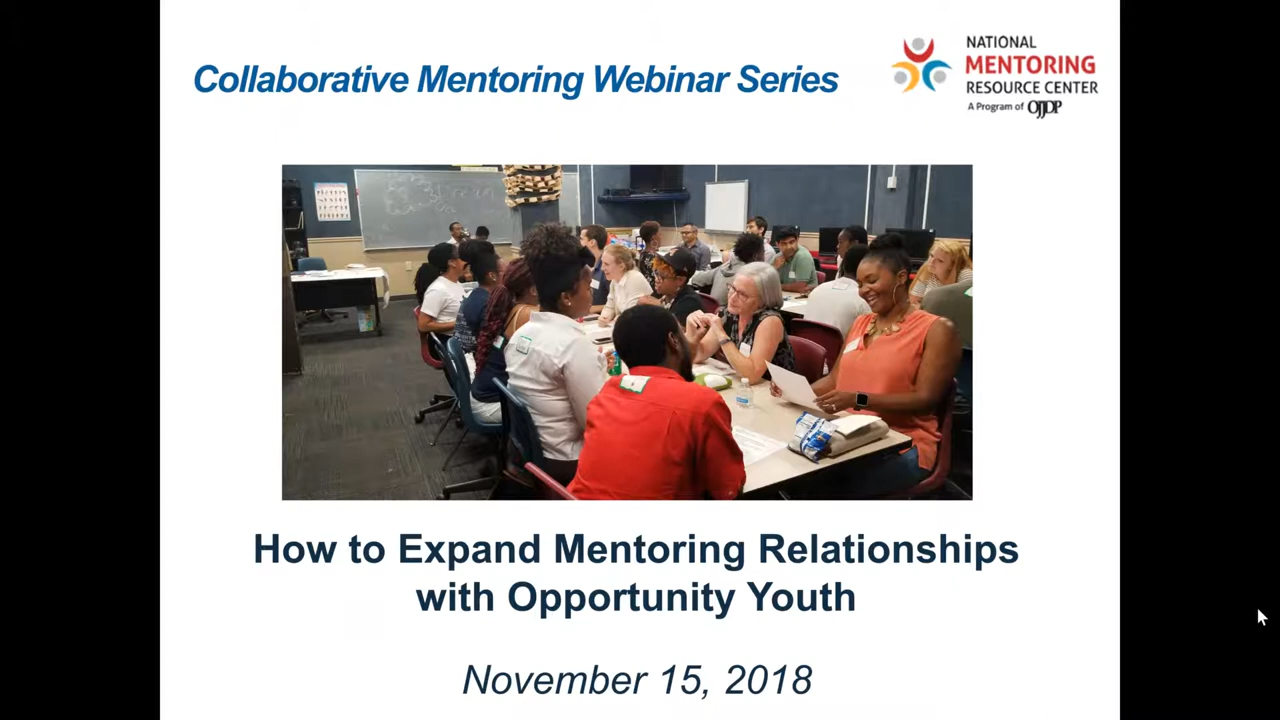 Collaborative Mentoring Webinar Series
NATIONAL
MENTORING
RESOURCE CENTER
A Program of OJJDP
How to Expand Mentoring Relationships
with Opportunity Youth
November 15, 2018